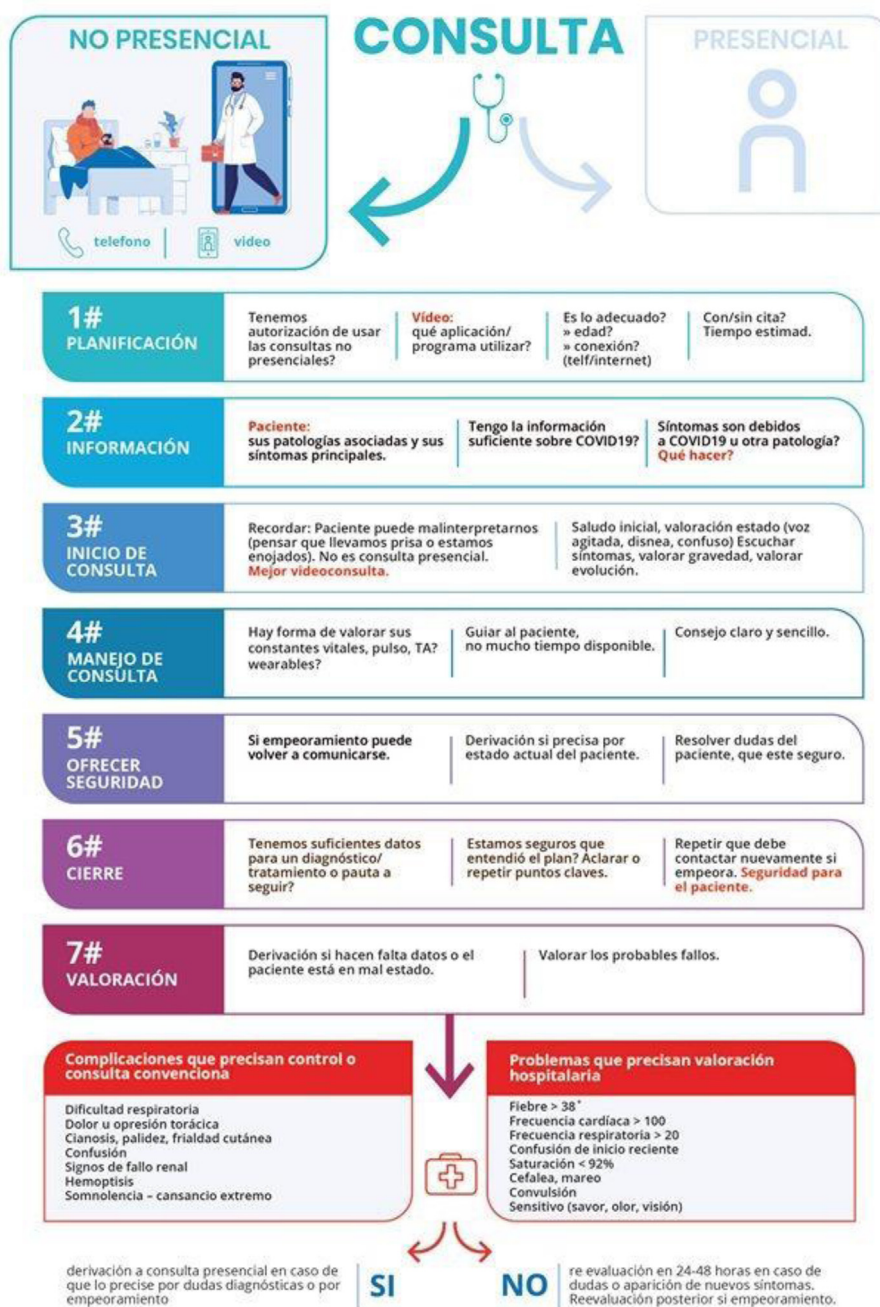 CONSULTA
NO PRESENCIAL
PRESENCIAL
telefono
video
1#
PLANIFICACIÓN
Tenemos
autorización de usar
las consultas no
presenciales?
Vídeo:
qué aplicación/
programa utilizar?
Es lo adecuado?
» edad?
» conexión?
(telf/internet)
Con/sin cita?
Tiempo estimad.
2#
INFORMACIÓN
Paciente:
sus patologías asociadas y sus
síntomas principales.
Tengo la información
suficiente sobre COVID19?
Síntomas son debidos
a COVID19 u otra patología?
Qué hacer?
3#
INICIO DE
CONSULTA
Recordar: Paciente puede malinterpretarnos
(pensar que llevamos prisa o estamos
enojados). No es consulta presencial.
Mejor videoconsulta.
Saludo inicial, valoración estado (voz
agitada, disnea, confuso) Escuchar
síntomas, valorar gravedad, valorar
evolución.
4#
MANEJO DE
CONSULTA
Hay forma de valorar sus
constantes vitales, pulso, TA?
wearables?
Guiar al paciente,
no mucho tiempo disponible.
Consejo claro y sencillo.
5#
OFRECER
SEGURIDAD
Si empeoramiento puede
volver a comunicarse.
Derivación si precisa por
estado actual del paciente.
Resolver dudas del
paciente, que este seguro.
6#
CIERRE
Tenemos suficientes datos
para un diagnóstico/
tratamiento o pauta a
seguir?
Estamos seguros que
entendió el plan? Aclarar o
repetir puntos claves.
Repetir que debe
contactar nuevamente si
empeora. Seguridad para
el paciente.
7#
VALORACIÓN
Derivación si hacen falta datos o el
paciente está en mal estado.
Valorar los probables fallos.
Complicaciones que precisan control o
consulta convenciona
Dificultad respiratoria
Dolor u opresión torácica
Cianosis, palidez, frialdad cutánea
Confusión
Signos de fallo renal
Hemoptisis
Somnolencia – cansancio extremo
Problemas que precisan valoración
hospitalaria
Fiebre > 38˚
Frecuencia cardíaca > 100
Frecuencia respiratoria > 20
Confusión de inicio reciente
Saturación < 92%
Cefalea, mareo
Convulsión
Sensitivo (savor, olor, visión)
derivación a consulta presencial en caso de
que lo precise por dudas diagnósticas o por
empeoramiento
SI
NO
re evaluación en 24-48 horas en caso de
dudas o aparición de nuevos síntomas.
Reevaluación posterior si empeoramiento.